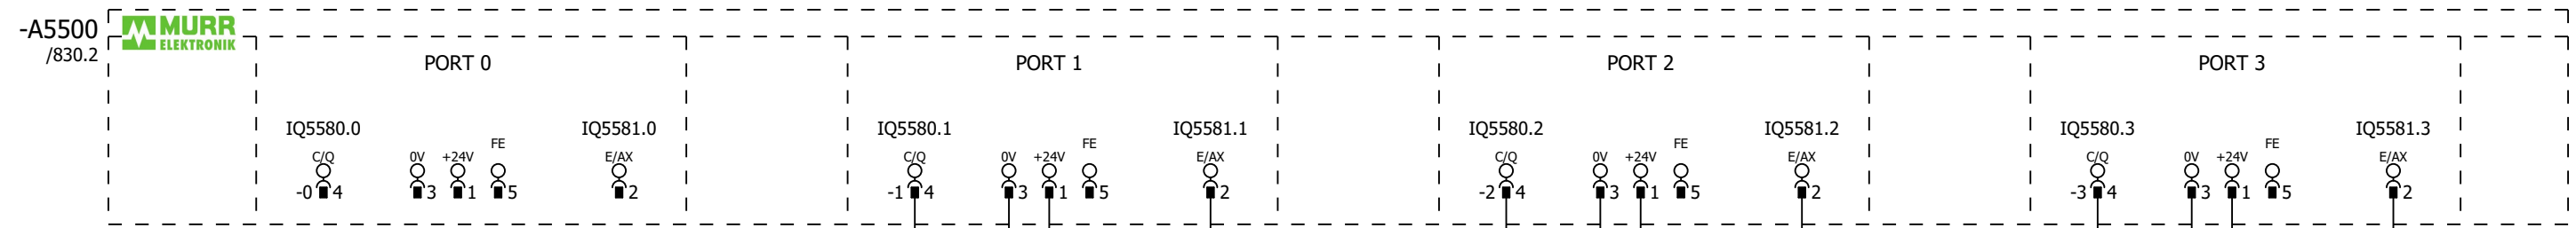 -A5500
/830.2
MURR
ELEKTRONIK
PORT 0 PORT 1 PORT 2 PORT 3
IQ5580.0 IQ5581.0 IQ5580.1 IQ5581.1 IQ5580.2 IQ5581.2 IQ5580.3 IQ5581.3
FE FE FE FE
C/Q 0V +24V E/AX C/Q 0V +24V E/AX C/Q 0V +24V E/AX C/Q 0V +24V E/AX
-0 4 3 1 5 2 -1 4 3 1 5 2 -2 4 3 1 5 2 -3 4 3 1 5 2